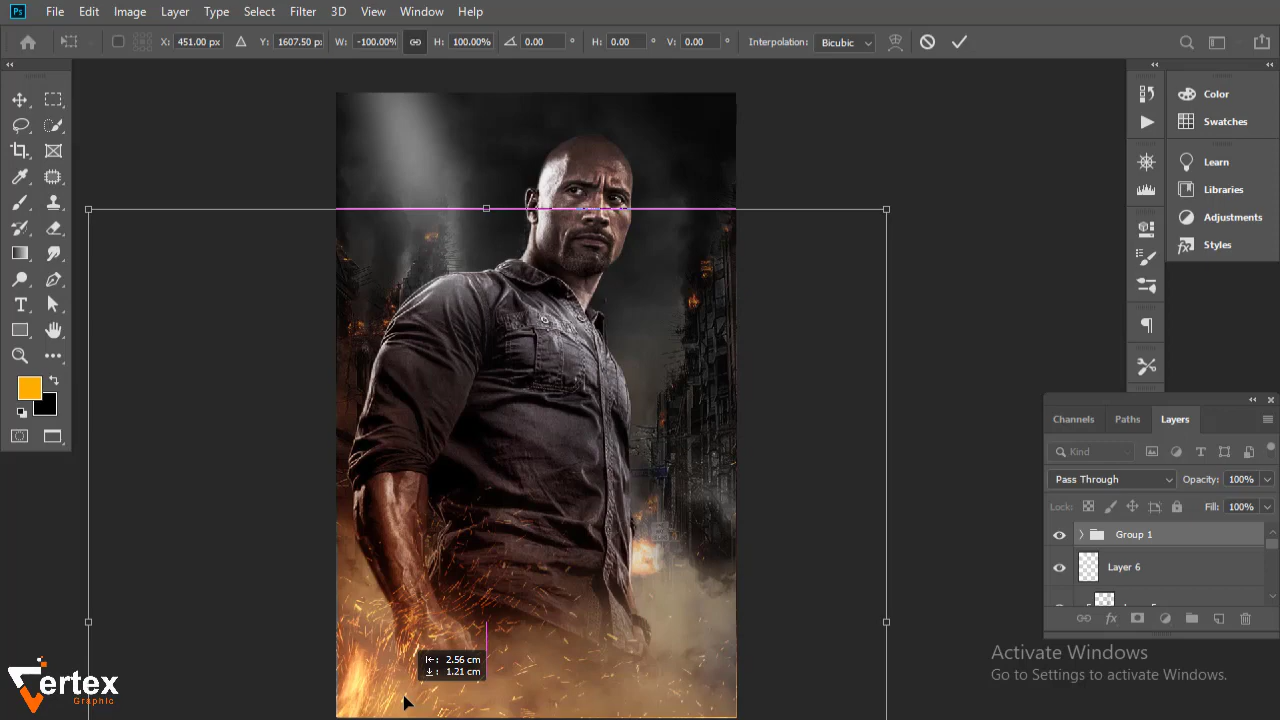 Ps File Edit Image Layer Type Select Filter 3D View Window Help
X: 451.00 px Y: 1607.50 px W: -100.00% H: 100.00% 0.00 ° H: 0.00 ° V: 0.00 ° Interpolation: Bicubic
Color
Swatches
Learn
Libraries
Adjustments
Styles
Channels Paths Layers
Kind
Pass Through Opacity: 100%
Lock: Fill: 100%
Group 1
Layer 6
2.56 cm
1.21 cm
Activate Windows
Go to Settings to activate Windows.
ertex
Graphic